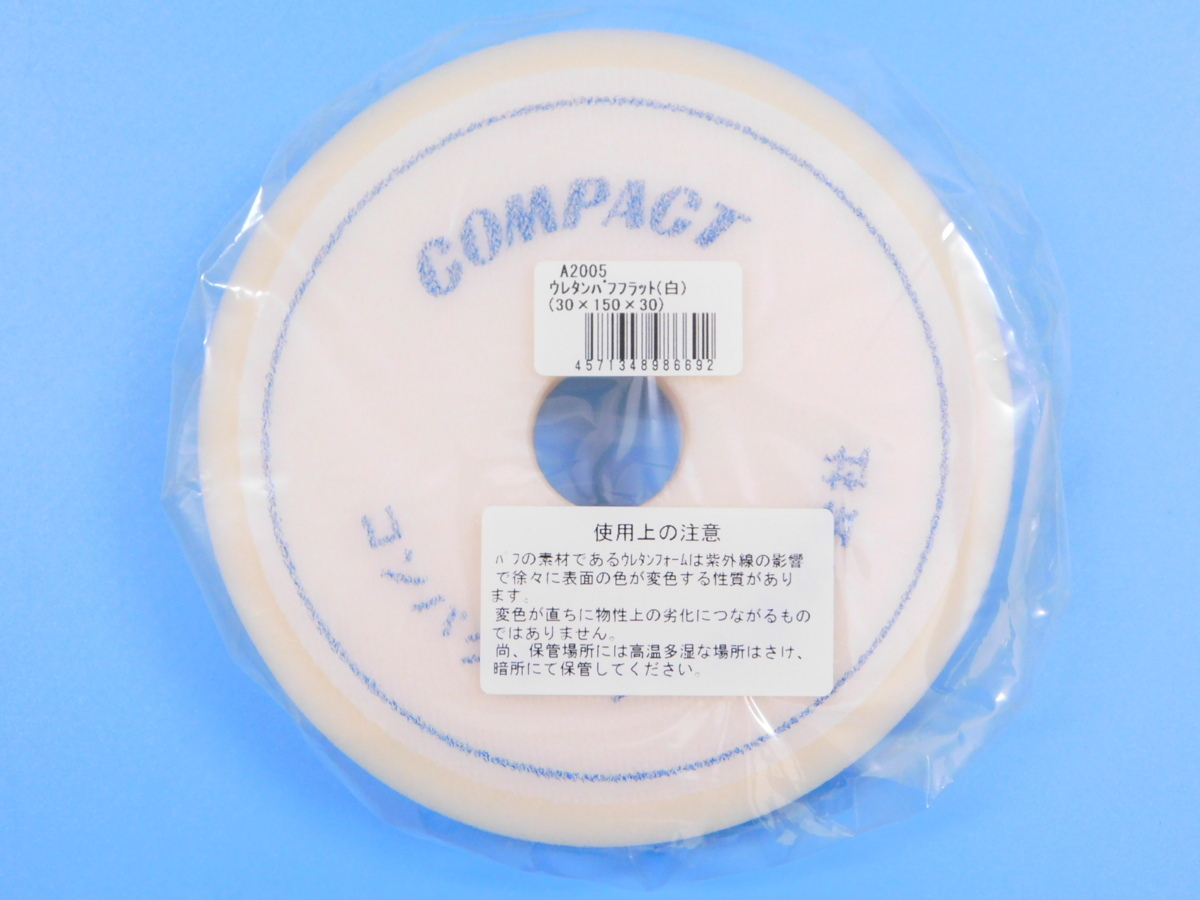 COMPACT
A2005
ｳﾚﾀﾝﾊﾞﾌフラット(白)
(30×150×30)
4571348986692
使用上の注意
ﾊﾞﾌの素材であるｳﾚﾀﾝﾌｫｰﾑは紫外線の影響
で徐々に表面の色が変色する性質があり
ます。
変色が直ちに物性上の劣化につながるもの
ではありません。
尚、保管場所には高温多湿な場所はさけ、
暗所にて保管してください。
コンパ
社